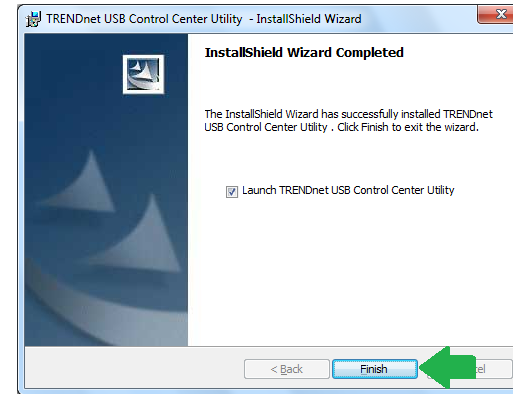 TRENDnet USB Control Center Utility - InstallShield Wizard
InstallShield Wizard Completed
The InstallShield Wizard has successfully installed TRENDnet
USB Control Center Utility . Click Finish to exit the wizard.
Launch TRENDnet USB Control Center Utility
< Back
Finish